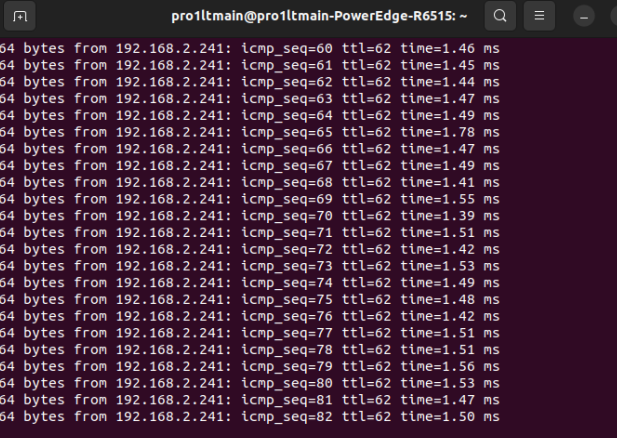 pro1ltmain@pro1ltmain-PowerEdge-R6515: ~
64 bytes from 192.168.2.241: icmp_seq=60 ttl=62 time=1.46 ms
64 bytes from 192.168.2.241: icmp_seq=61 ttl=62 time=1.45 ms
64 bytes from 192.168.2.241: icmp_seq=62 ttl=62 time=1.44 ms
64 bytes from 192.168.2.241: icmp_seq=63 ttl=62 time=1.47 ms
64 bytes from 192.168.2.241: icmp_seq=64 ttl=62 time=1.49 ms
64 bytes from 192.168.2.241: icmp_seq=65 ttl=62 time=1.78 ms
64 bytes from 192.168.2.241: icmp_seq=66 ttl=62 time=1.47 ms
64 bytes from 192.168.2.241: icmp_seq=67 ttl=62 time=1.49 ms
64 bytes from 192.168.2.241: icmp_seq=68 ttl=62 time=1.41 ms
64 bytes from 192.168.2.241: icmp_seq=69 ttl=62 time=1.55 ms
64 bytes from 192.168.2.241: icmp_seq=70 ttl=62 time=1.39 ms
64 bytes from 192.168.2.241: icmp_seq=71 ttl=62 time=1.51 ms
64 bytes from 192.168.2.241: icmp_seq=72 ttl=62 time=1.42 ms
64 bytes from 192.168.2.241: icmp_seq=73 ttl=62 time=1.53 ms
64 bytes from 192.168.2.241: icmp_seq=74 ttl=62 time=1.49 ms
64 bytes from 192.168.2.241: icmp_seq=75 ttl=62 time=1.48 ms
64 bytes from 192.168.2.241: icmp_seq=76 ttl=62 time=1.42 ms
64 bytes from 192.168.2.241: icmp_seq=77 ttl=62 time=1.51 ms
64 bytes from 192.168.2.241: icmp_seq=78 ttl=62 time=1.51 ms
64 bytes from 192.168.2.241: icmp_seq=79 ttl=62 time=1.56 ms
64 bytes from 192.168.2.241: icmp_seq=80 ttl=62 time=1.53 ms
64 bytes from 192.168.2.241: icmp_seq=81 ttl=62 time=1.47 ms
64 bytes from 192.168.2.241: icmp_seq=82 ttl=62 time=1.50 ms